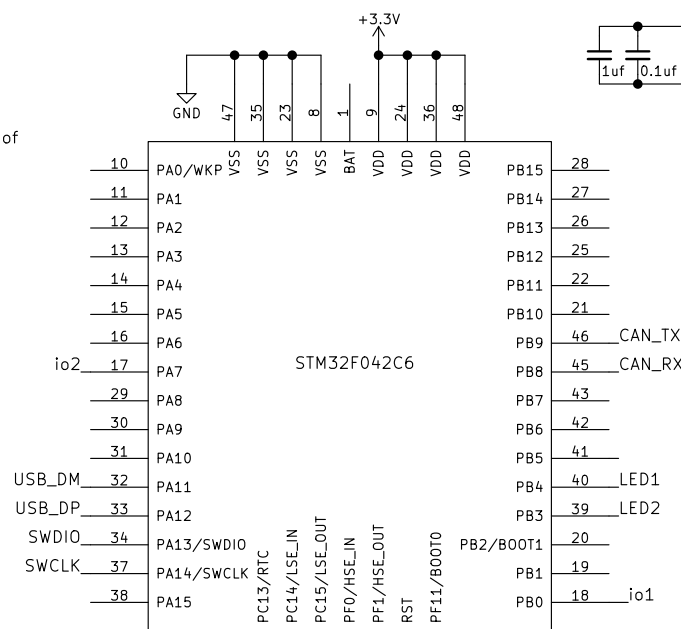 +3.3V
GND
1uf 0.1uf
of
47 35 23 8 1 9 24 36 48
VSS VSS VSS VSS BAT VDD VDD VDD VDD
10 PA0/WKP PB15 28
11 PA1 PB14 27
12 PA2 PB13 26
13 PA3 PB12 25
14 PA4 PB11 22
15 PA5 PB10 21
16 PA6 PB9 46 CAN_TX
io2 17 PA7 STM32F042C6 PB8 45 CAN_RX
29 PA8 PB7 43
30 PA9 PB6 42
31 PA10 PB5 41
USB_DM 32 PA11 PB4 40 LED1
USB_DP 33 PA12 PB3 39 LED2
SWDIO 34 PA13/SWDIO PB2/BOOT1 20
SWCLK 37 PA14/SWCLK PB1 19
38 PA15 PB0 18 io1
PC13/RTC PC14/LSE_IN PC15/LSE_OUT PF0/HSE_IN PF1/HSE_OUT RST PF11/BOOT0